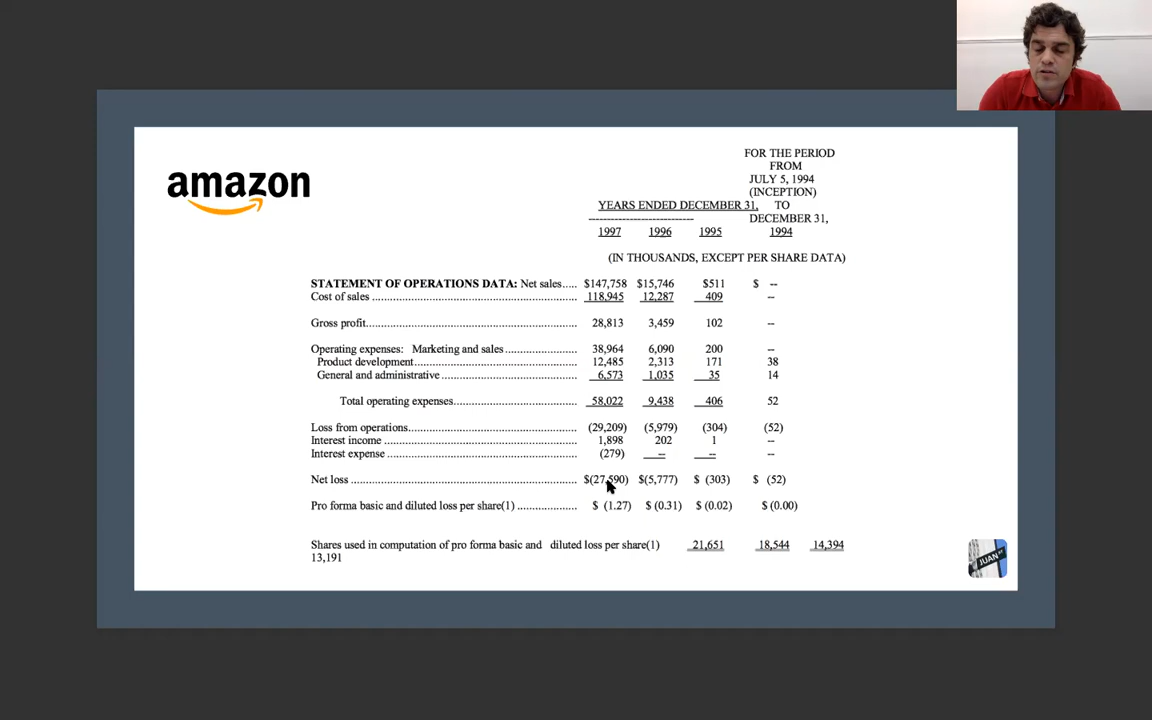 amazon
FOR THE PERIOD
FROM
JULY 5, 1994
(INCEPTION)
YEARS ENDED DECEMBER 31, TO
DECEMBER 31,
1997 1996 1995 1994
(IN THOUSANDS, EXCEPT PER SHARE DATA)
STATEMENT OF OPERATIONS DATA: Net sales..... $147,758 $15,746 $511 $ --
Cost of sales ........................................................... 118,945 12,287 409 --
Gross profit............................................................. 28,813 3,459 102 --
Operating expenses: Marketing and sales ..................... 38,964 6,090 200 --
Product development............................................... 12,485 2,313 171 38
General and administrative ....................................... 6,573 1,035 35 14
Total operating expenses..................................... 58,022 9,438 406 52
Loss from operations................................................. (29,209) (5,979) (304) (52)
Interest income ........................................................ 1,898 202 1 --
Interest expense ....................................................... (279) -- -- --
Net loss ................................................................. $(27,590) $(5,777) $ (303) $ (52)
Pro forma basic and diluted loss per share(1) .................. $ (1.27) $ (0.31) $ (0.02) $ (0.00)
Shares used in computation of pro forma basic and diluted loss per share(1) 21,651 18,544 14,394
13,191
JUAN